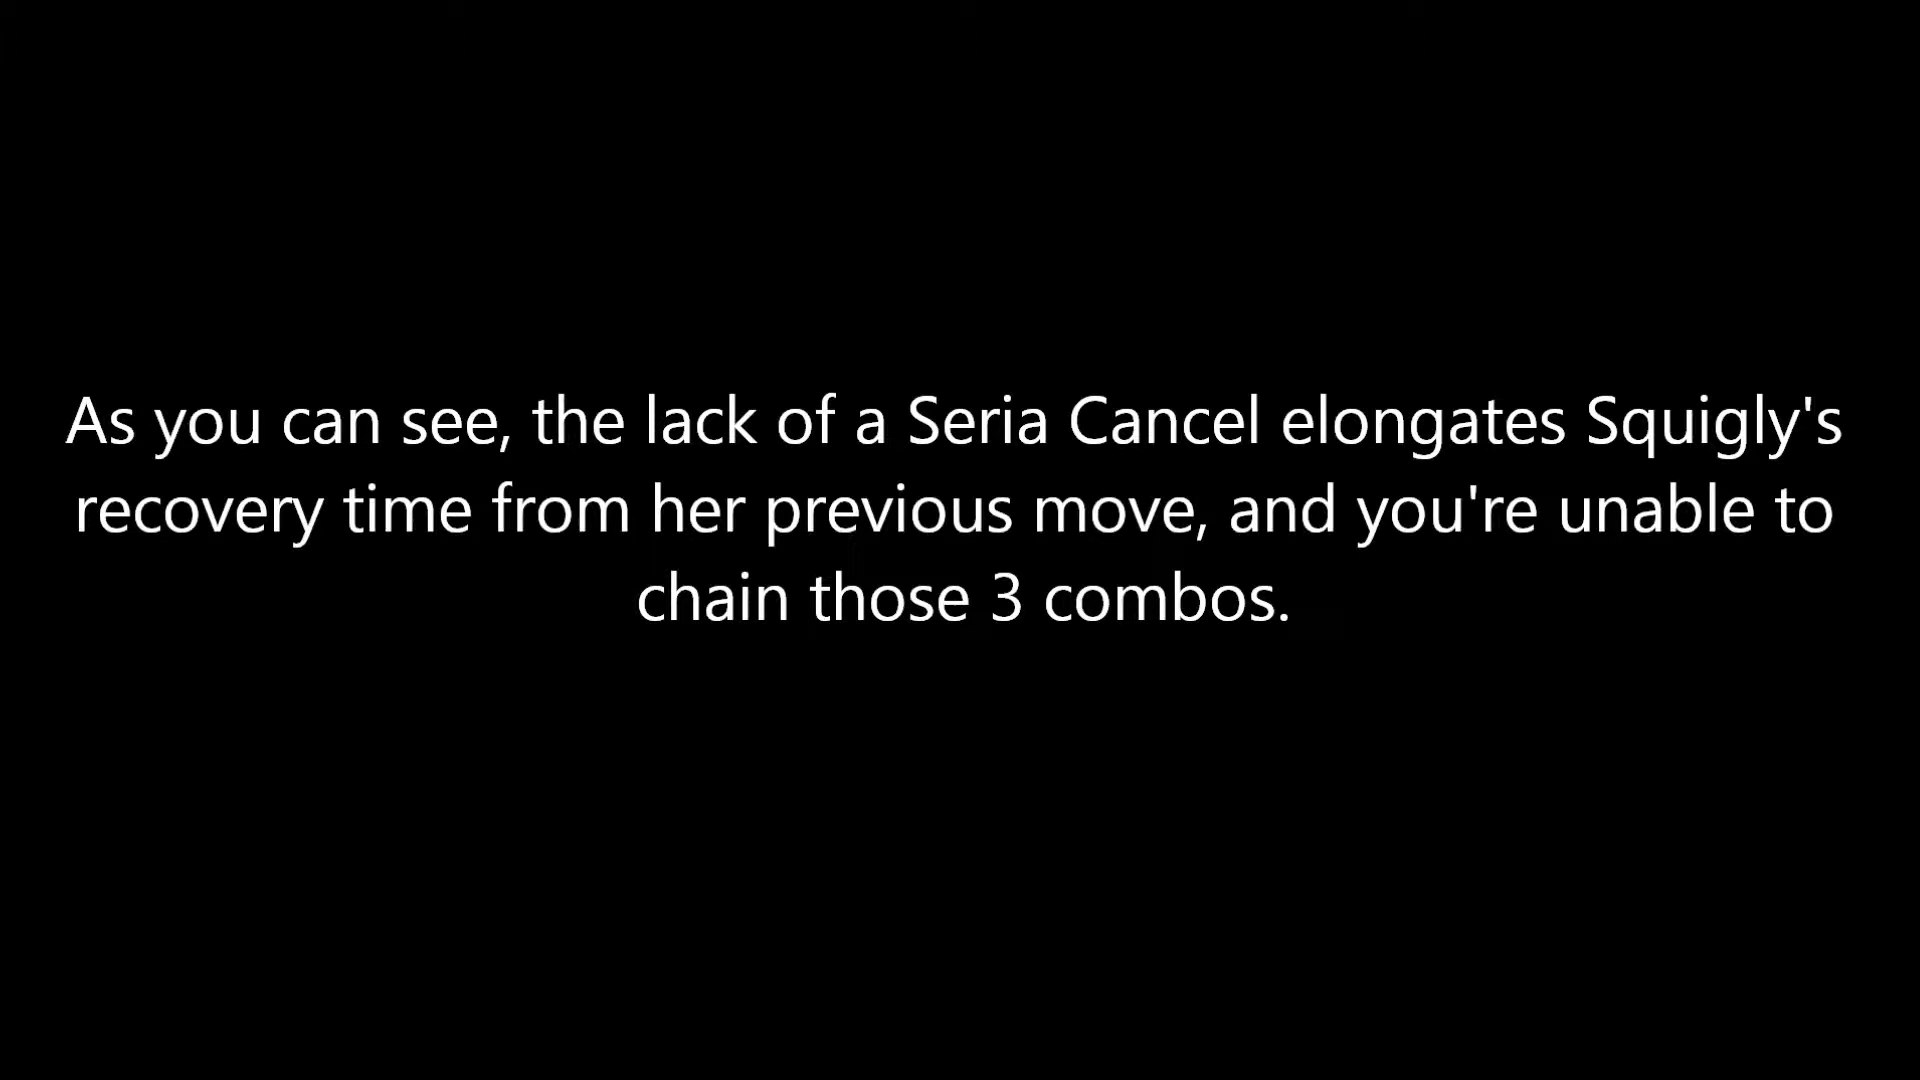 As you can see, the lack of a Seria Cancel elongates Squigly's
recovery time from her previous move, and you're unable to
chain those 3 combos.